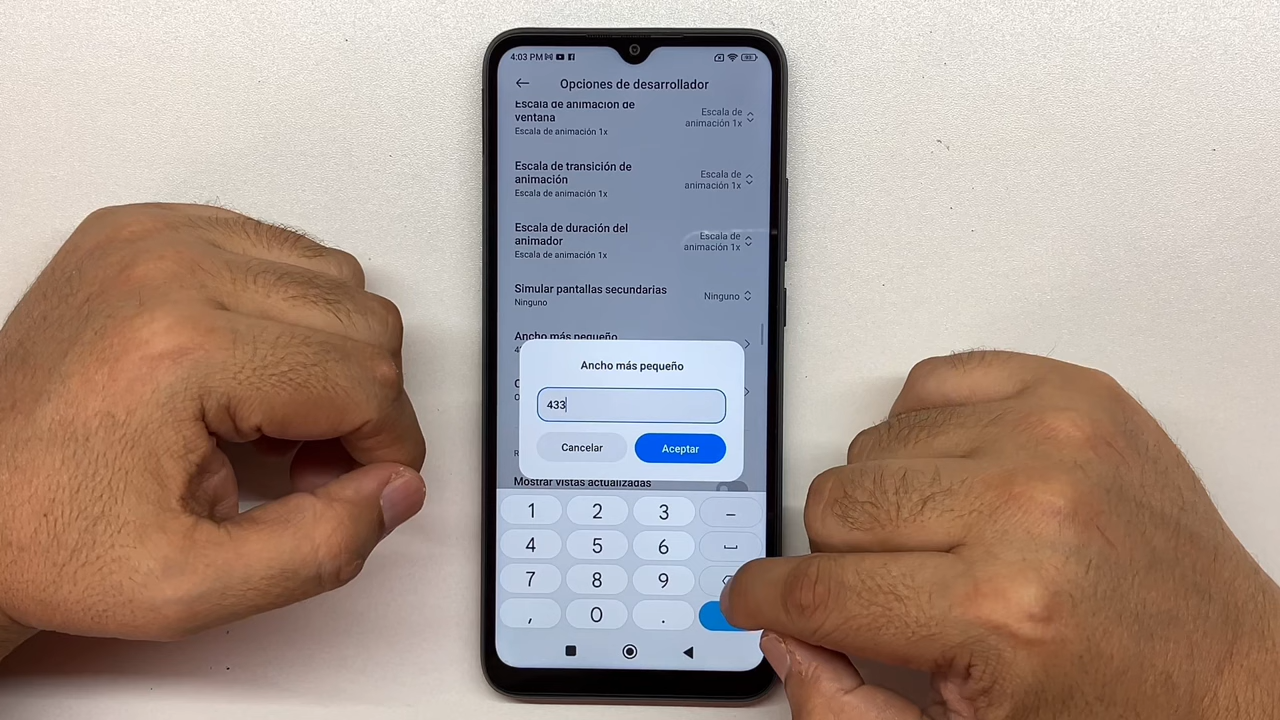 4:03 PM
Opciones de desarrollador
Escala de animación de
ventana
Escala de animación 1x
Escala de
animación 1x
Escala de transición de
animación
Escala de animación 1x
Escala de
animación 1x
Escala de duración del
animador
Escala de animación 1x
Escala de
animación 1x
Simular pantallas secundarias
Ninguno
Ninguno
Ancho más pequeño
Ancho más pequeño
433
Cancelar
Aceptar
Mostrar vistas actualizadas
1 2 3 –
4 5 6
7 8 9
, 0 .